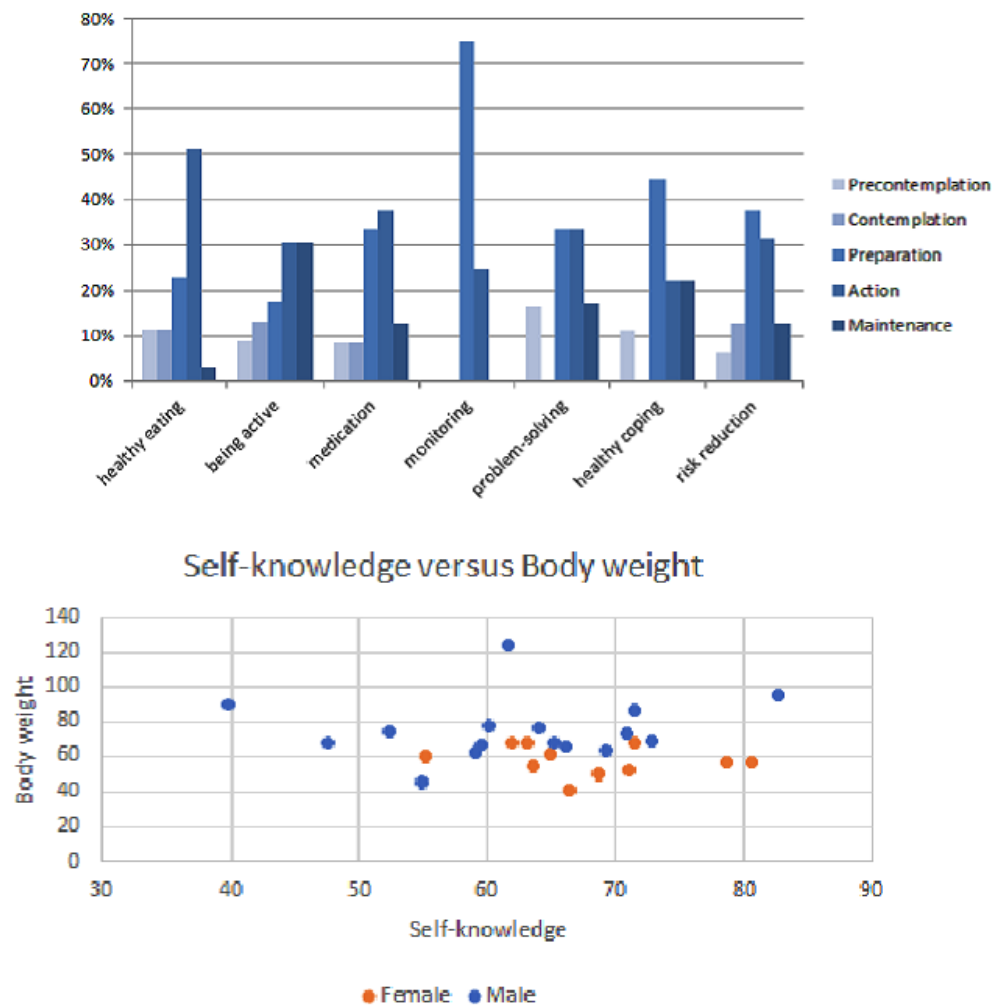 80%
70%
60%
50%
40%
30%
20%
10%
0%
healthy eating
being active
medication
monitoring
problem-solving
healthy coping
risk reduction
Precontemplation
Contemplation
Preparation
Action
Maintenance
Self-knowledge versus Body weight
Body weight
140
120
100
80
60
40
20
0
30 40 50 60 70 80 90
Self-knowledge
Female Male